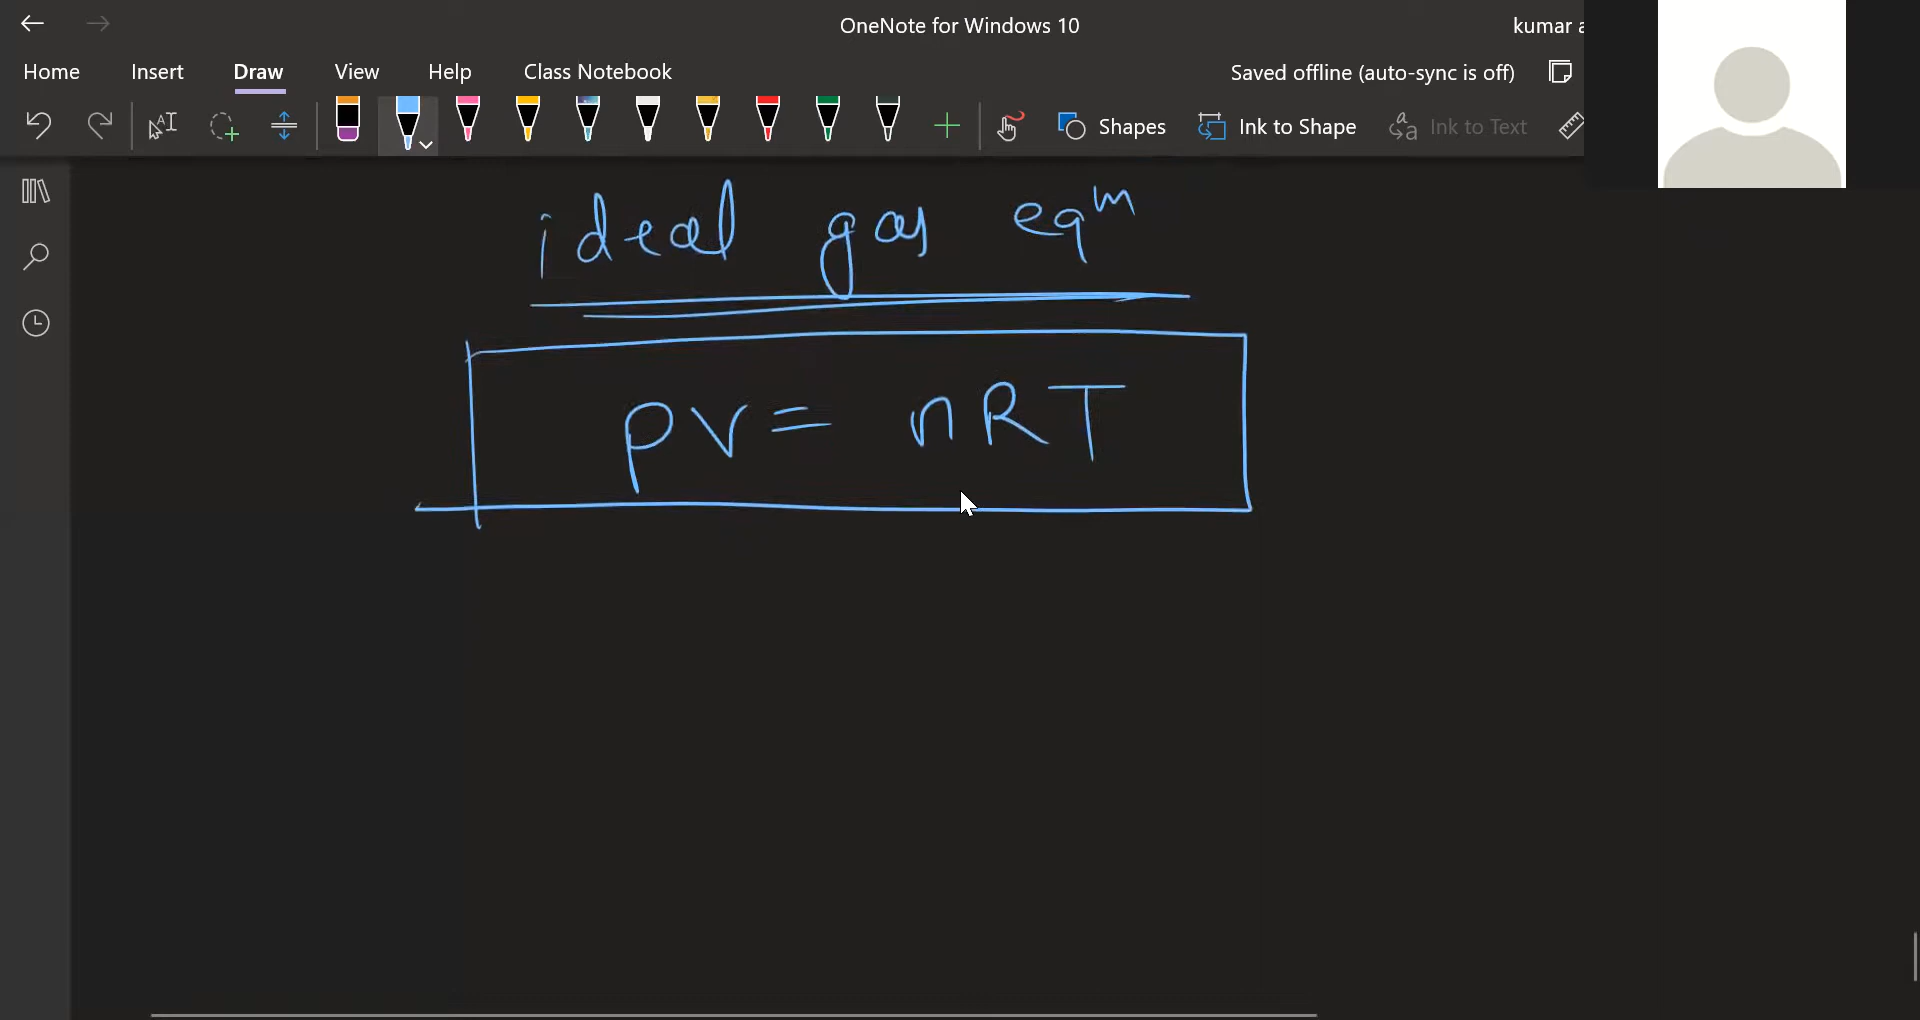 OneNote for Windows 10
kumar a
Home Insert Draw View Help Class Notebook
Saved offline (auto-sync is off)
Shapes Ink to Shape Ink to Text
ideal gas eqⁿ
PV = nRT